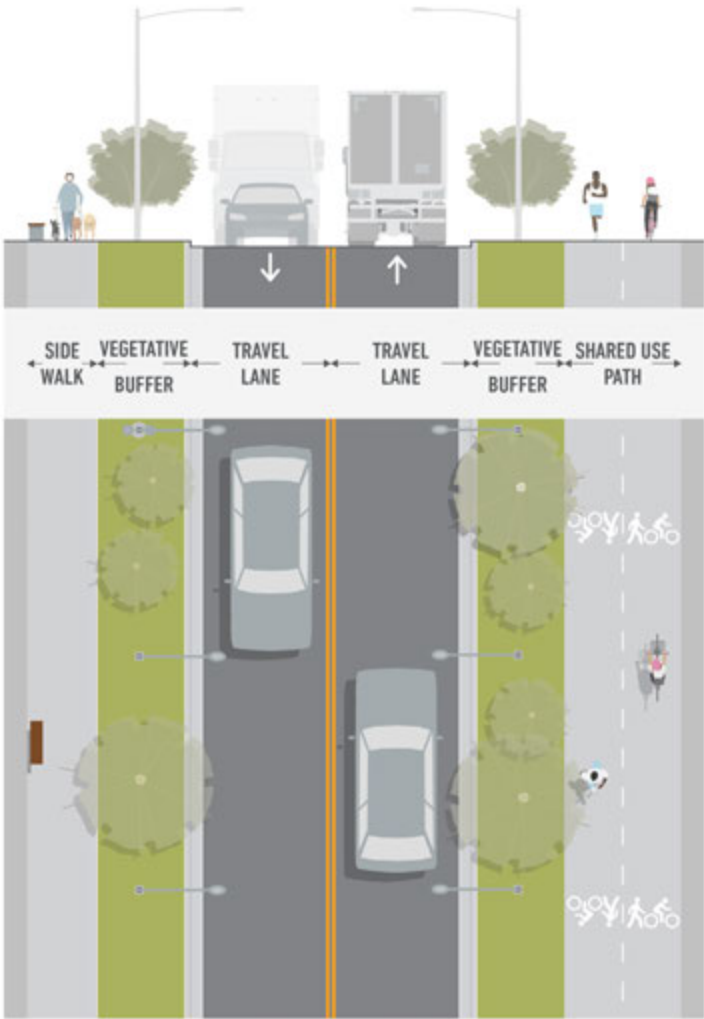 SIDE WALK
VEGETATIVE BUFFER
TRAVEL LANE
TRAVEL LANE
VEGETATIVE BUFFER
SHARED USE PATH